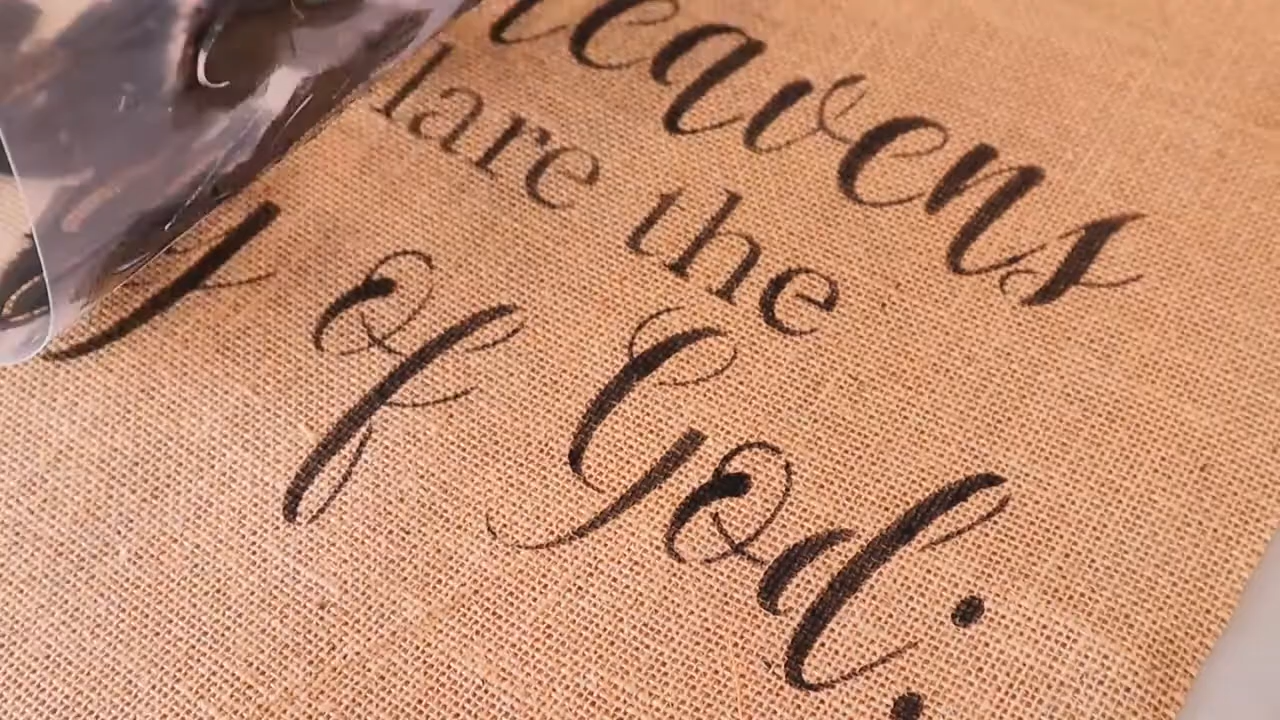 eavens
lare the
y of God;